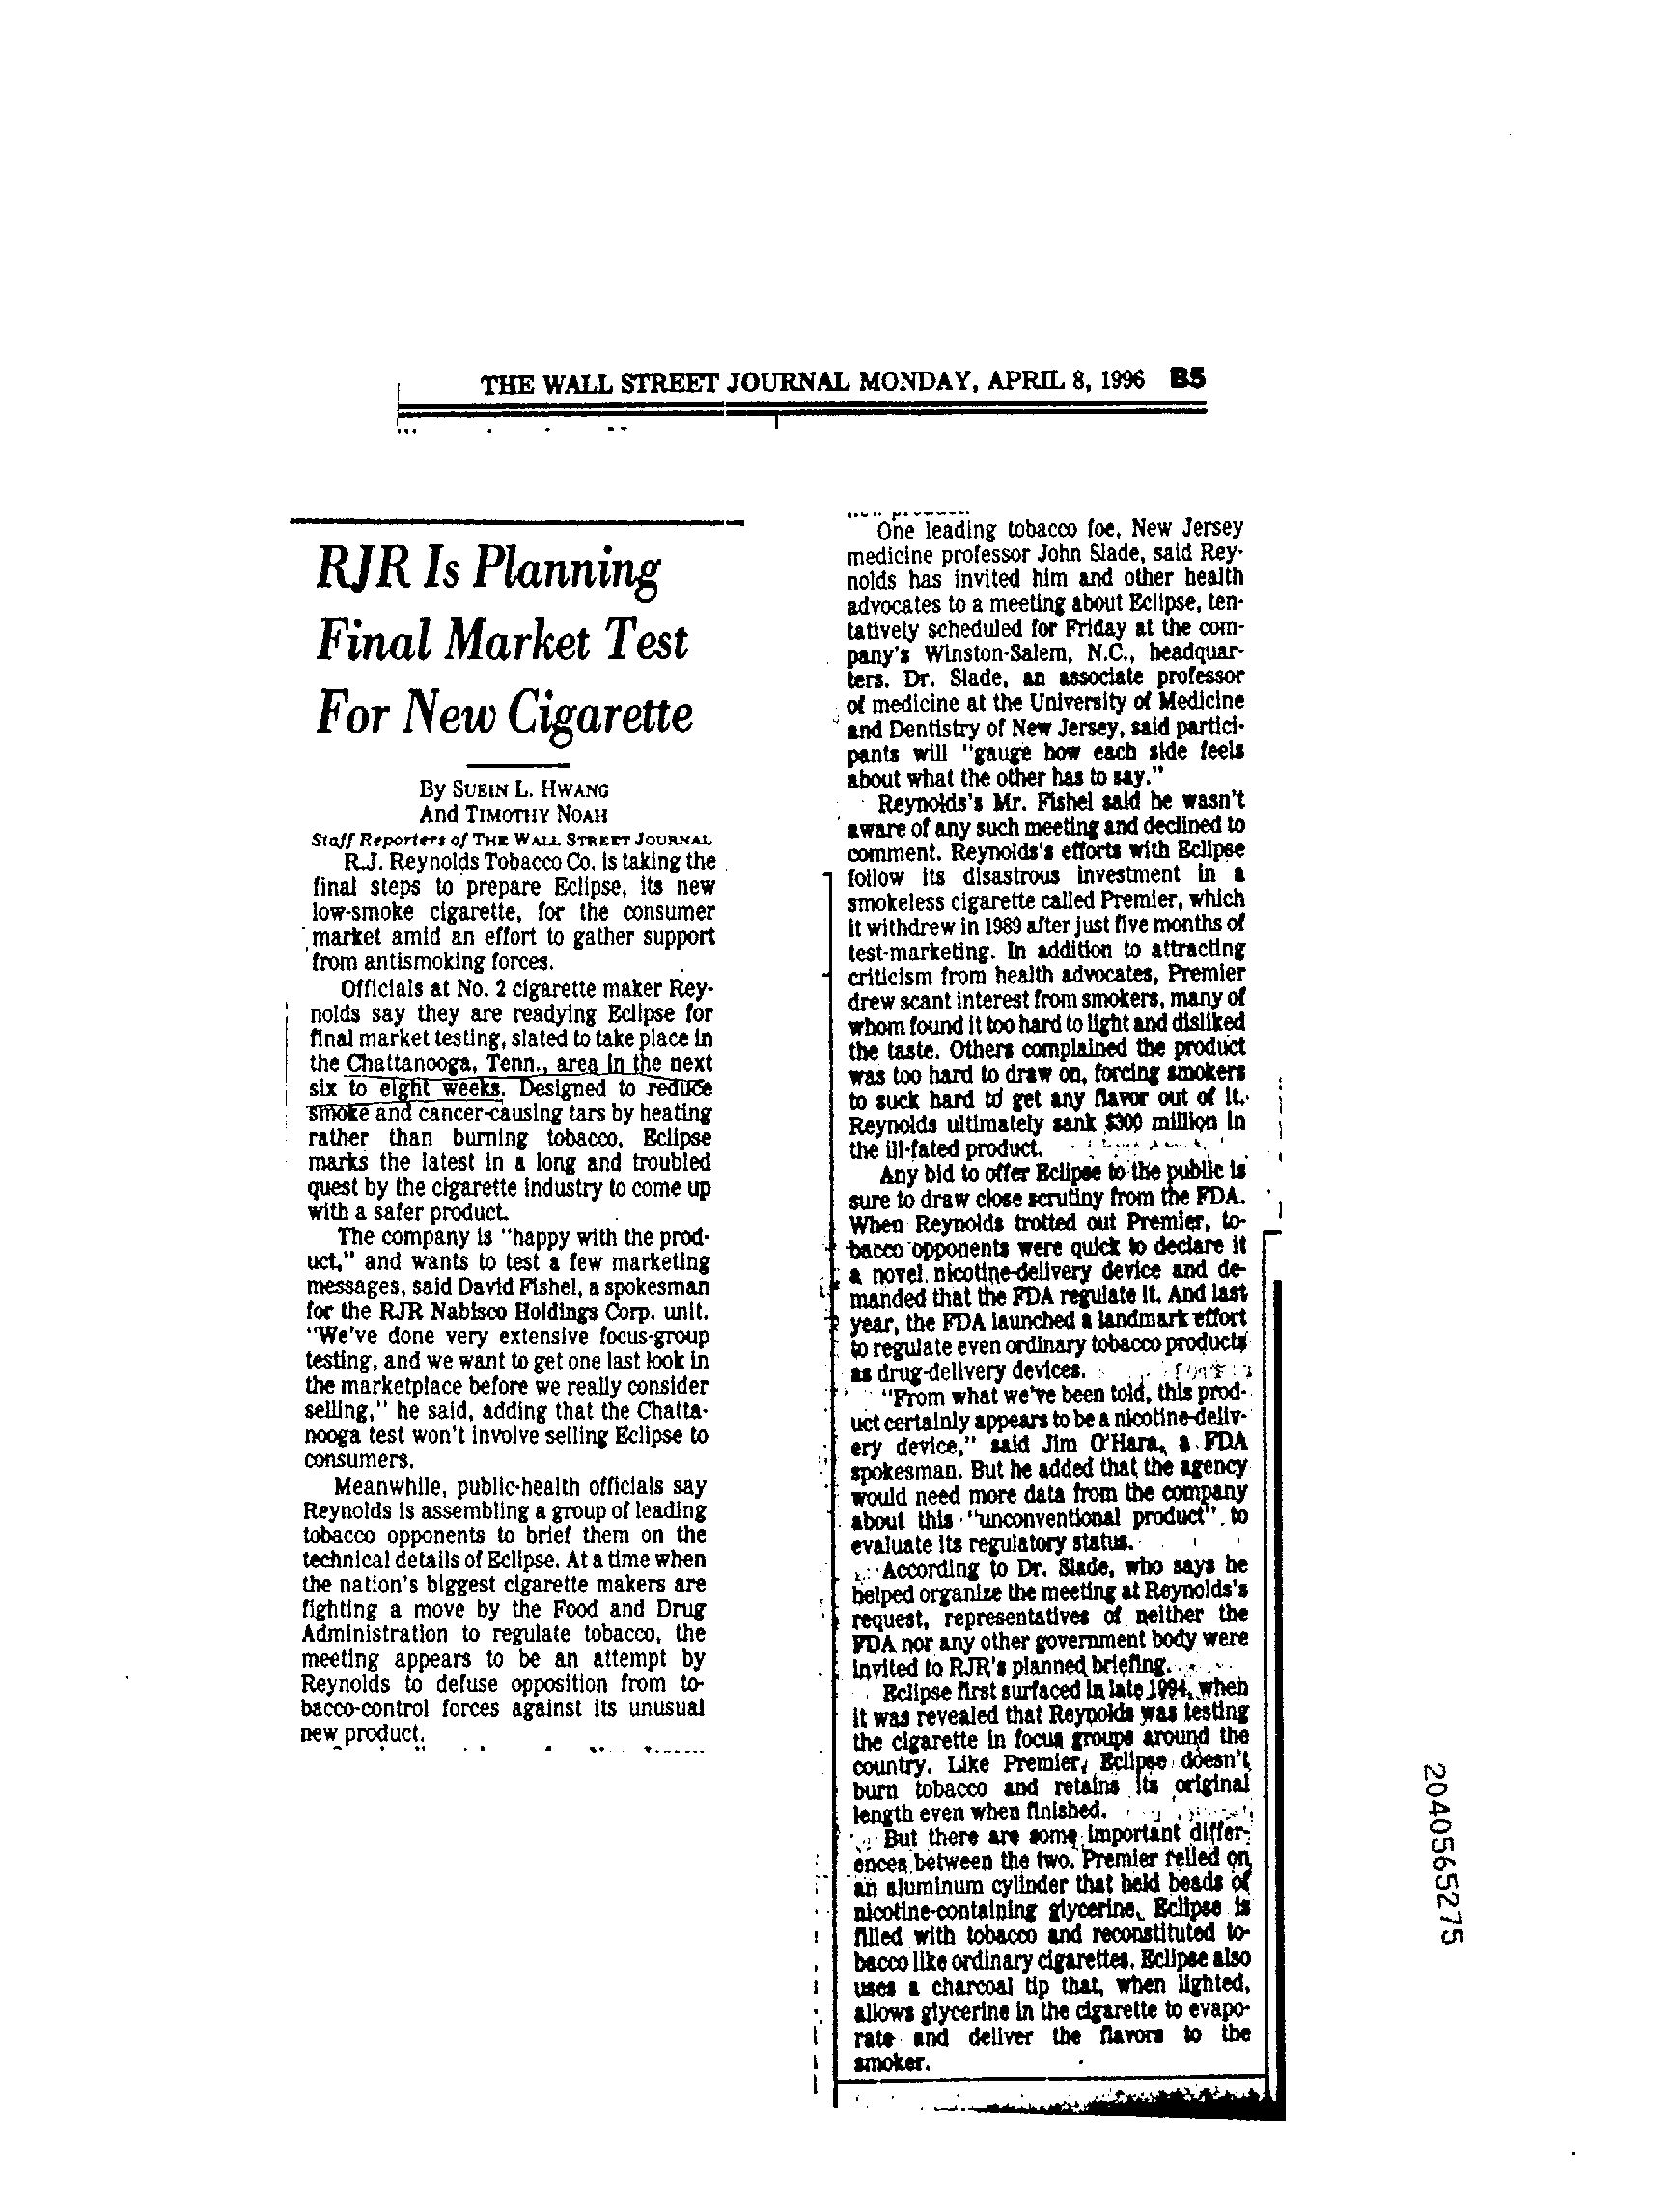 THE WALL STREET JOURNAL MONDAY, APRIL 8, 1996 B5
RJR Is Planning
Final Market Test
For New Cigarette
By SUEIN L. HWANG
And TIMOTHY NOAH
Staff Reporters of THE WALL STREET JOURNAL
R.J. Reynolds Tobacco Co. is taking the
final steps to prepare Eclipse, its new
low-smoke cigarette, for the consumer
market amid an effort to gather support
from antismoking forces.
Officials at No. 2 cigarette maker Rey-
nolds say they are readying Eclipse for
final market testing, slated to take place in
the Chattanooga, Tenn., area in the next
six to eight weeks. Designed to reduce
smoke and cancer-causing tars by heating
rather than burning tobacco, Eclipse
marks the latest in a long and troubled
quest by the cigarette industry to come up
with a safer product.
The company is "happy with the prod-
uct," and wants to test a few marketing
messages, said David Fishel, a spokesman
for the RJR Nabisco Holdings Corp. unit.
"We've done very extensive focus-group
testing, and we want to get one last look in
the marketplace before we really consider
selling," he said, adding that the Chatta-
nooga test won't involve selling Eclipse to
consumers.
Meanwhile, public-health officials say
Reynolds is assembling a group of leading
tobacco opponents to brief them on the
technical details of Eclipse. At a time when
the nation's biggest cigarette makers are
fighting a move by the Food and Drug
Administration to regulate tobacco, the
meeting appears to be an attempt by
Reynolds to defuse opposition from to-
bacco-control forces against its unusual
new product.
One leading tobacco foe, New Jersey
medicine professor John Slade, said Rey-
nolds has invited him and other health
advocates to a meeting about Eclipse, ten-
tatively scheduled for Friday at the com-
pany's Winston-Salem, N.C., headquar-
ters. Dr. Slade, an associate professor
of medicine at the University of Medicine
and Dentistry of New Jersey, said partici-
pants will "gauge how each side feels
about what the other has to say."
Reynolds's Mr. Fishel said he wasn't
aware of any such meeting and declined to
comment. Reynolds's efforts with Eclipse
follow its disastrous investment in a
smokeless cigarette called Premier, which
it withdrew in 1989 after just five months of
test-marketing. In addition to attracting
criticism from health advocates, Premier
drew scant interest from smokers, many of
whom found it too hard to light and disliked
the taste. Others complained the product
was too hard to draw on, forcing smokers
to suck hard to get any flavor out of it.
Reynolds ultimately sank $300 million in
the ill-fated product.
Any bid to offer Eclipse to the public is
sure to draw close scrutiny from the FDA.
When Reynolds trotted out Premier, to-
bacco opponents were quick to declare it
a novel nicotine-delivery device and de-
manded that the FDA regulate it. And last
year, the FDA launched a landmark effort
to regulate even ordinary tobacco products
as drug-delivery devices.
"From what we've been told, this prod-
uct certainly appears to be a nicotine-deliv-
ery device," said Jim O'Hara, a FDA
spokesman. But he added that the agency
would need more data from the company
about this "unconventional product" to
evaluate its regulatory status.
According to Dr. Slade, who says he
helped organize the meeting at Reynolds's
request, representatives of neither the
FDA nor any other government body were
invited to RJR's planned briefing.
Eclipse first surfaced in late 1994, when
it was revealed that Reynolds was testing
the cigarette in focus groups around the
country. Like Premier, Eclipse doesn't
burn tobacco and retains its original
length even when finished.
But there are some important differ-
ences between the two. Premier relied on
an aluminum cylinder that held beads of
nicotine-containing glycerine. Eclipse is
filled with tobacco and reconstituted to-
bacco like ordinary cigarettes. Eclipse also
uses a charcoal tip that, when lighted,
allows glycerine in the cigarette to evapo-
rate and deliver the flavors to the
smoker.
2040565275